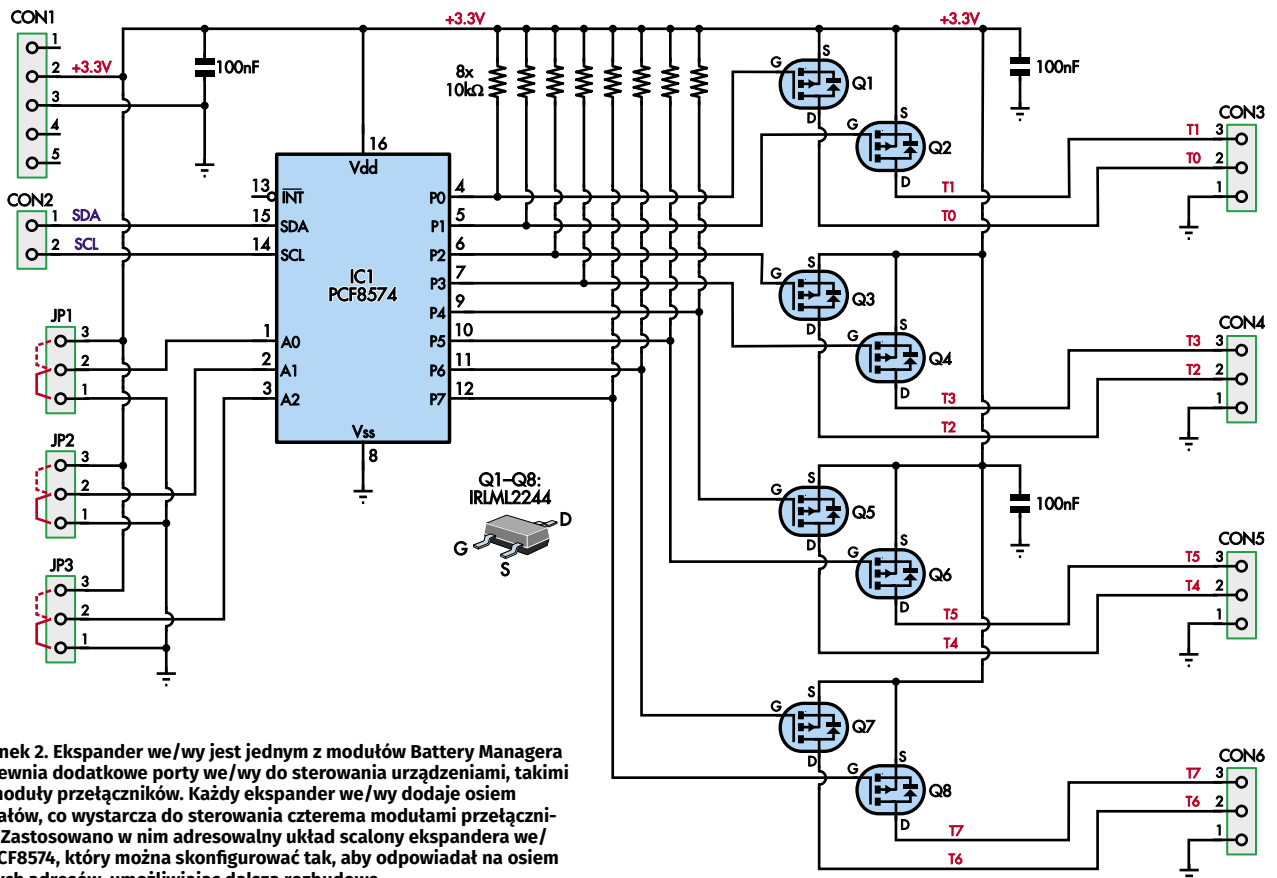 CON1
1
2
+3.3V
3
4
5
100nF
+3.3V
+3.3V
8x
10kΩ
100nF
CON2
1 SDA
2 SCL
16
Vdd
13 INT
15 SDA
14 SCL
1 A0
2 A1
3 A2
IC1
PCF8574
P0 4
P1 5
P2 6
P3 7
P4 9
P5 10
P6 11
P7 12
Vss
8
JP1
3
2
1
JP2
3
2
1
JP3
3
2
1
Q1–Q8:
IRLML2244
G
S
D
G
S
D
Q1
G
S
D
Q2
T1
T0
CON3
T1 3
T0 2
1
G
S
D
Q3
G
S
D
Q4
T3
T2
CON4
T3 3
T2 2
1
100nF
G
S
D
Q5
G
S
D
Q6
T5
T4
CON5
T5 3
T4 2
1
G
S
D
Q7
G
S
D
Q8
T7
T6
CON6
T7 3
T6 2
1
nek 2. Ekspander we/wy jest jednym z modułów Battery Managera
ewnia dodatkowe porty we/wy do sterowania urządzeniami, takimi
moduły przełączników. Każdy ekspander we/wy dodaje osiem
ałów, co wystarcza do sterowania czterema modułami przełączni-
Zastosowano w nim adresowalny układ scalony ekspandera we/
CF8574, który można skonfigurować tak, aby odpowiadał na osiem